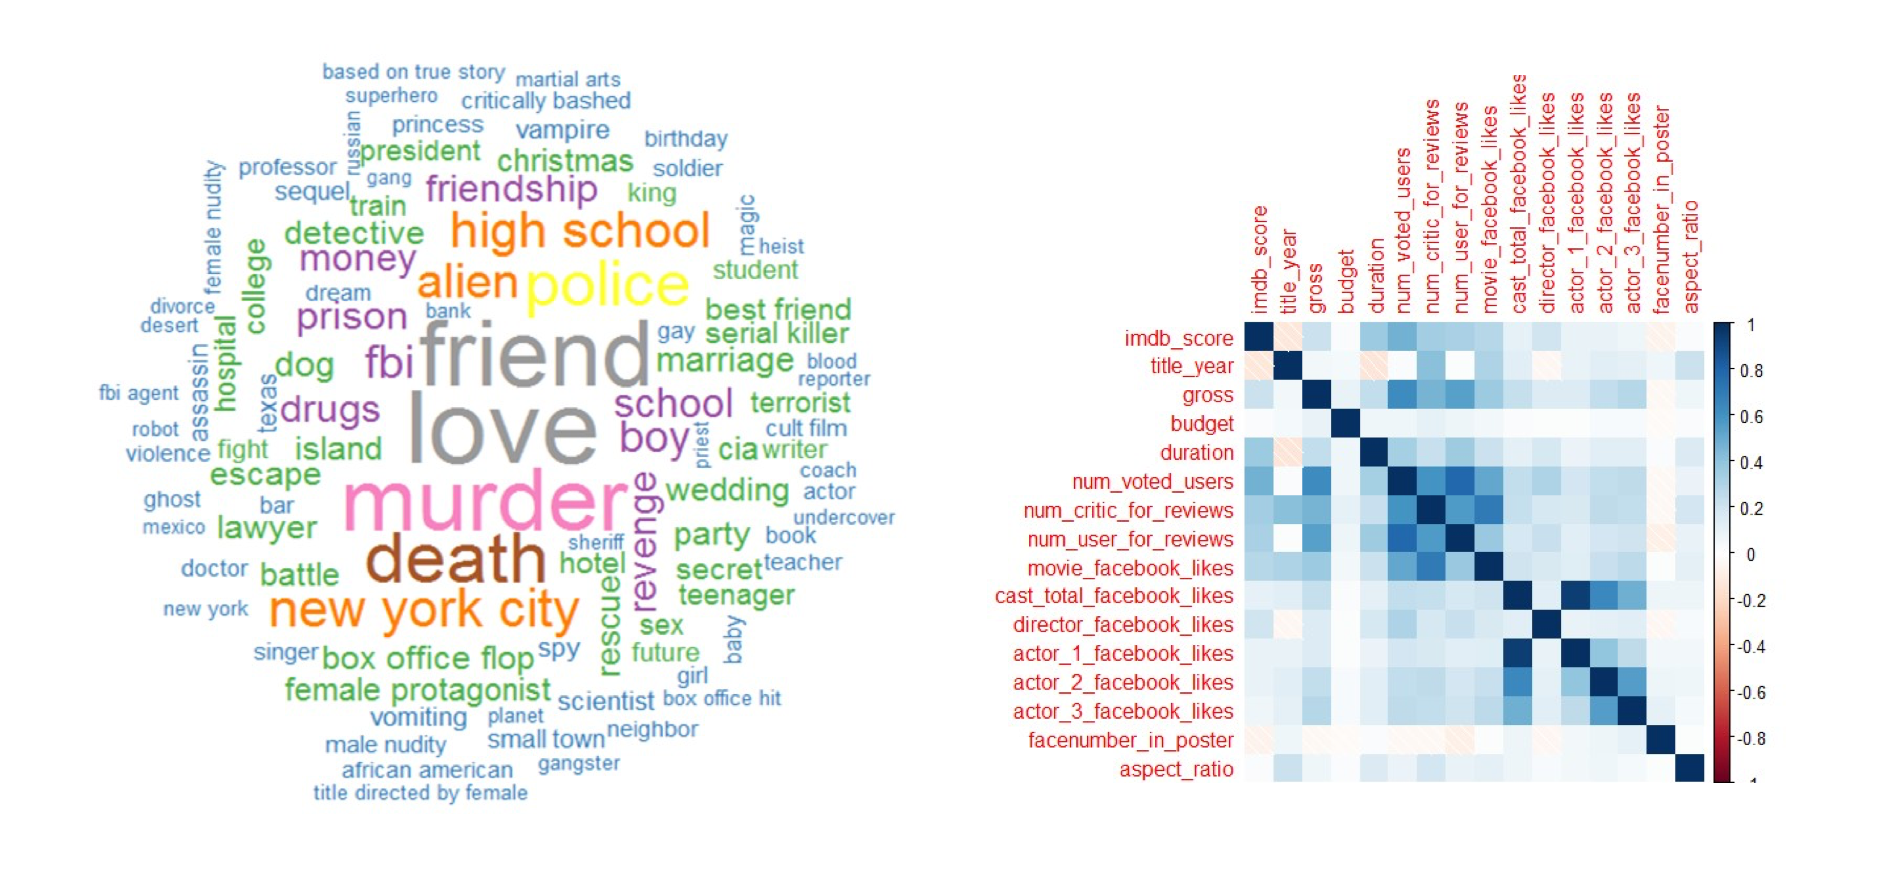 based on true story
martial arts
superhero
critically bashed
russian
princess
vampire
birthday
president
christmas
professor
soldier
gang
sequel
friendship
king
female nudity
train
magic
detective
high school
heist
college
money
alien
police
student
dream
divorce
bank
best friend
desert
prison
gay
serial killer
hospital
friend
assassin
dog
fbi
marriage
blood
reporter
fbi agent
texas
drugs
love
school
terrorist
robot
boy
priest
cult film
violence
fight
island
cia
writer
escape
coach
murder
revenge
wedding
actor
ghost
bar
undercover
mexico
lawyer
party
book
death
sheriff
doctor
battle
hotel
secret
teacher
new york
new york city
rescue
teenager
sex
baby
singer
box office flop
spy
future
girl
female protagonist
scientist
box office hit
vomiting
planet
neighbor
male nudity
small town
african american
gangster
title directed by female
imdb_score
title_year
gross
budget
duration
num_voted_users
num_critic_for_reviews
num_user_for_reviews
movie_facebook_likes
cast_total_facebook_likes
director_facebook_likes
actor_1_facebook_likes
actor_2_facebook_likes
actor_3_facebook_likes
facenumber_in_poster
aspect_ratio
imdb_score
title_year
gross
budget
duration
num_voted_users
num_critic_for_reviews
num_user_for_reviews
movie_facebook_likes
cast_total_facebook_likes
director_facebook_likes
actor_1_facebook_likes
actor_2_facebook_likes
actor_3_facebook_likes
facenumber_in_poster
aspect_ratio
1
0.8
0.6
0.4
0.2
0
-0.2
-0.4
-0.6
-0.8